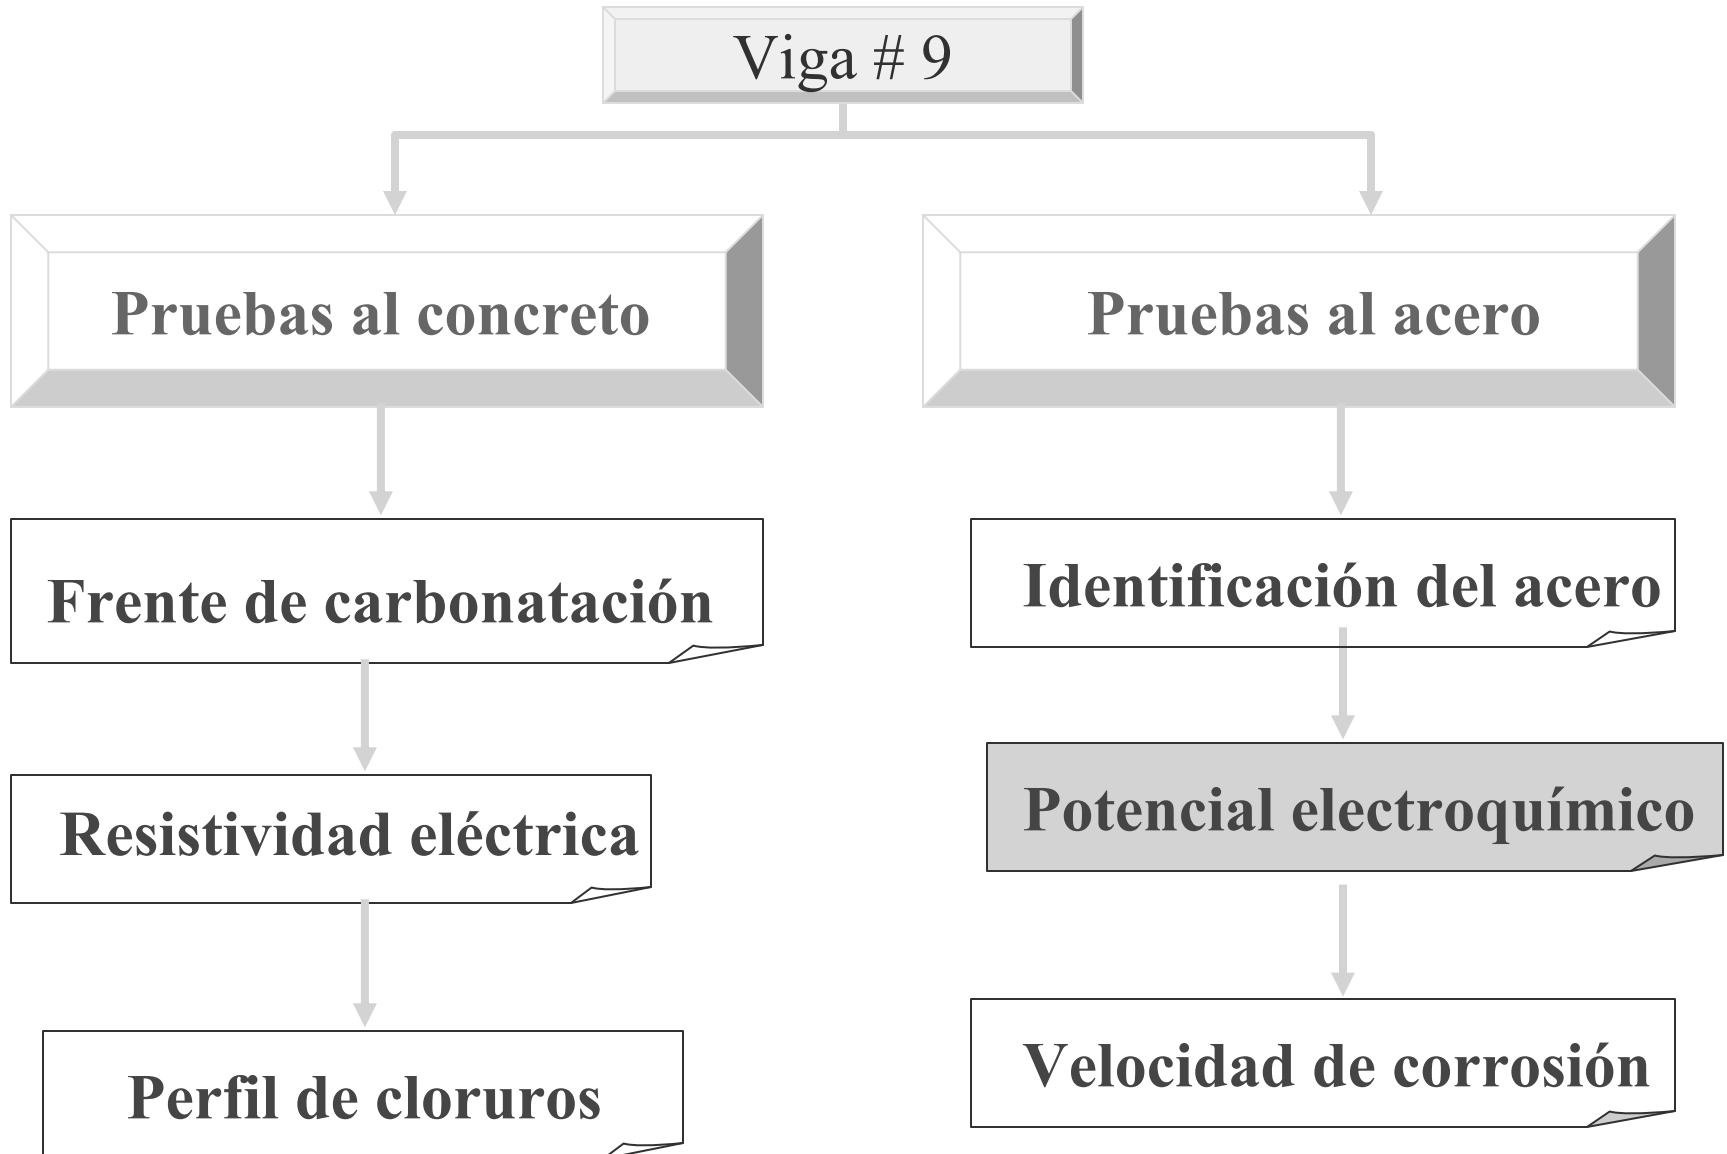 Viga # 9
Pruebas al concreto
Pruebas al acero
Frente de carbonatación
Identificación del acero
Resistividad eléctrica
Potencial electroquímico
Perfil de cloruros
Velocidad de corrosión